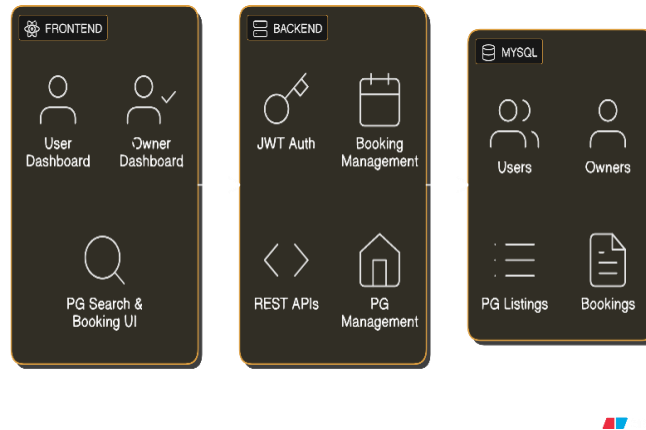 FRONTEND
User
Dashboard
Owner
Dashboard
PG Search &
Booking UI
BACKEND
JWT Auth
Booking
Management
REST APIs
PG
Management
MYSQL
Users
Owners
PG Listings
Bookings